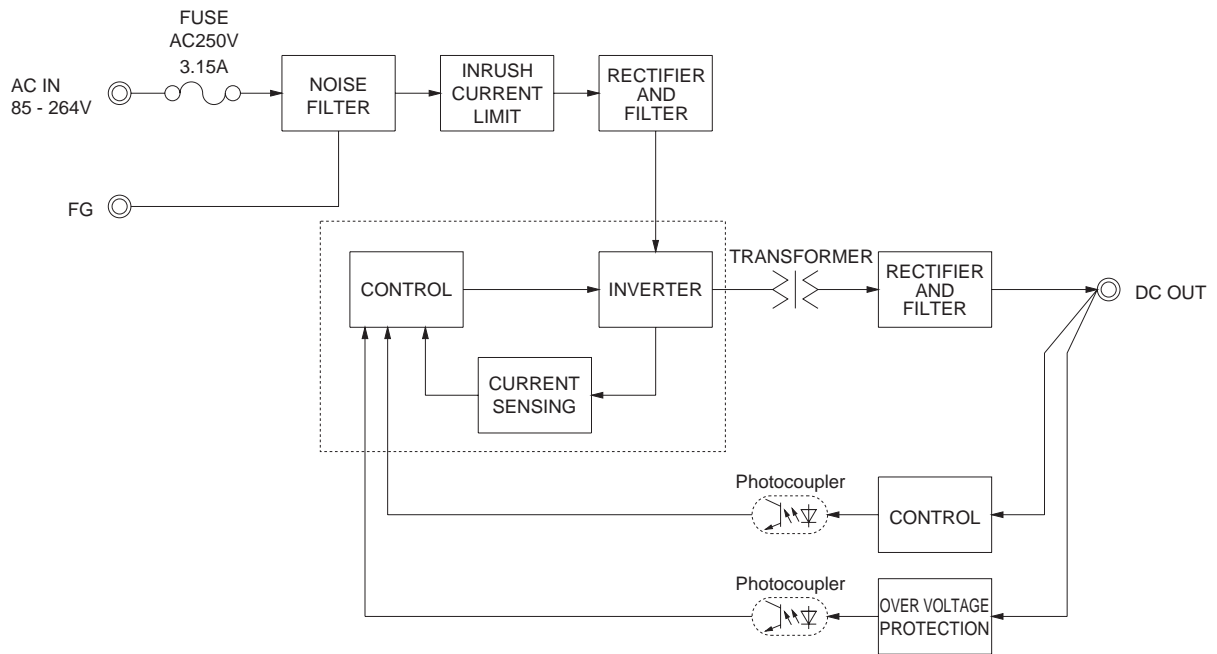 FUSE
AC250V
3.15A
AC IN
85 - 264V
NOISE
FILTER
INRUSH
CURRENT
LIMIT
RECTIFIER
AND
FILTER
FG
CONTROL
INVERTER
TRANSFORMER
RECTIFIER
AND
FILTER
DC OUT
CURRENT
SENSING
Photocoupler
CONTROL
Photocoupler
OVER VOLTAGE
PROTECTION